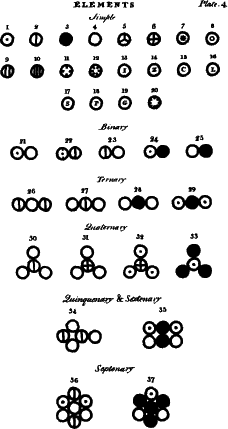 ELEMENTS Plate. 4
Simple
1 2 3 4 5 6 7 8
9 10 11 12 13 14 15 16
I Z C L
17 18 19 20
S P G
Binary
21 22 23 24 25
Ternary
26 27 28 29
Quaternary
30 31 32 33
Quinquenary & Sextenary
34 35
Septenary
36 37